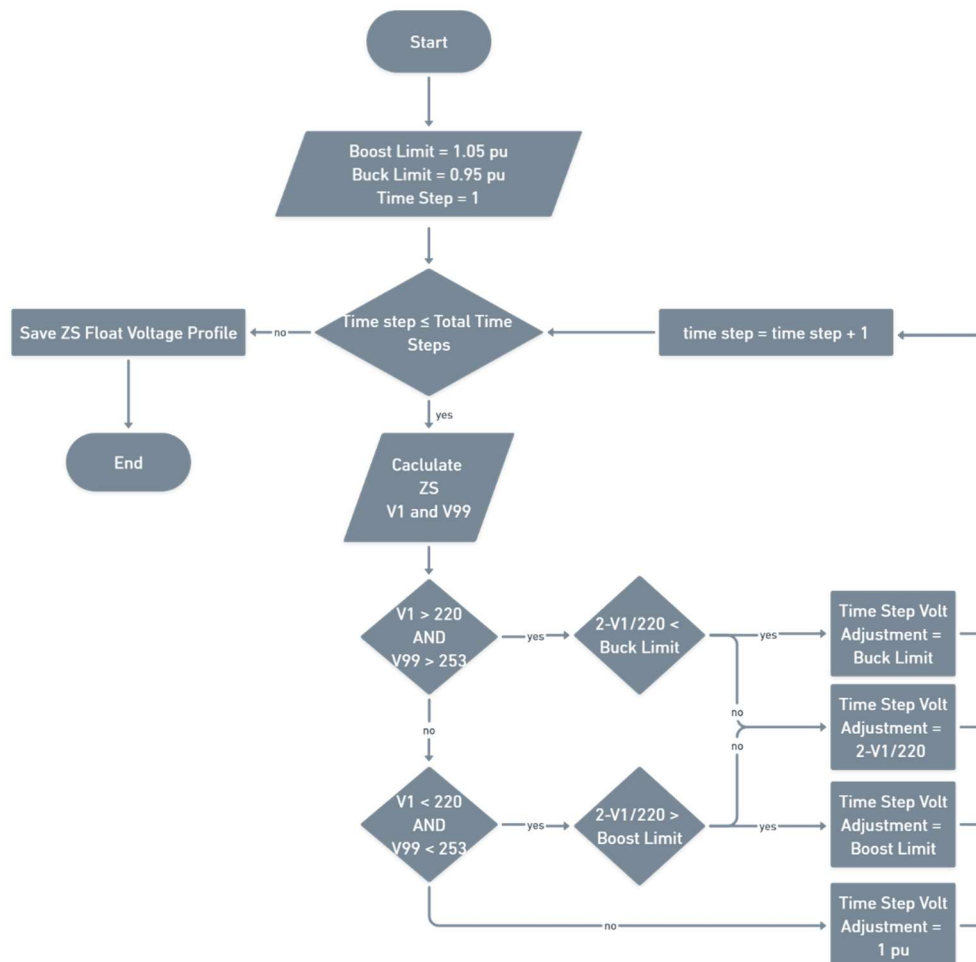 Start
Boost Limit = 1.05 pu
Buck Limit = 0.95 pu
Time Step = 1
Time step ≤ Total Time
Steps
no
Save ZS Float Voltage Profile
End
time step = time step + 1
yes
Caclulate
ZS
V1 and V99
V1 > 220
AND
V99 > 253
yes
2-V1/220 <
Buck Limit
yes
Time Step Volt
Adjustment =
Buck Limit
no
no
no
Time Step Volt
Adjustment =
2-V1/220
V1 < 220
AND
V99 < 253
yes
2-V1/220 >
Boost Limit
yes
Time Step Volt
Adjustment =
Boost Limit
no
Time Step Volt
Adjustment =
1 pu